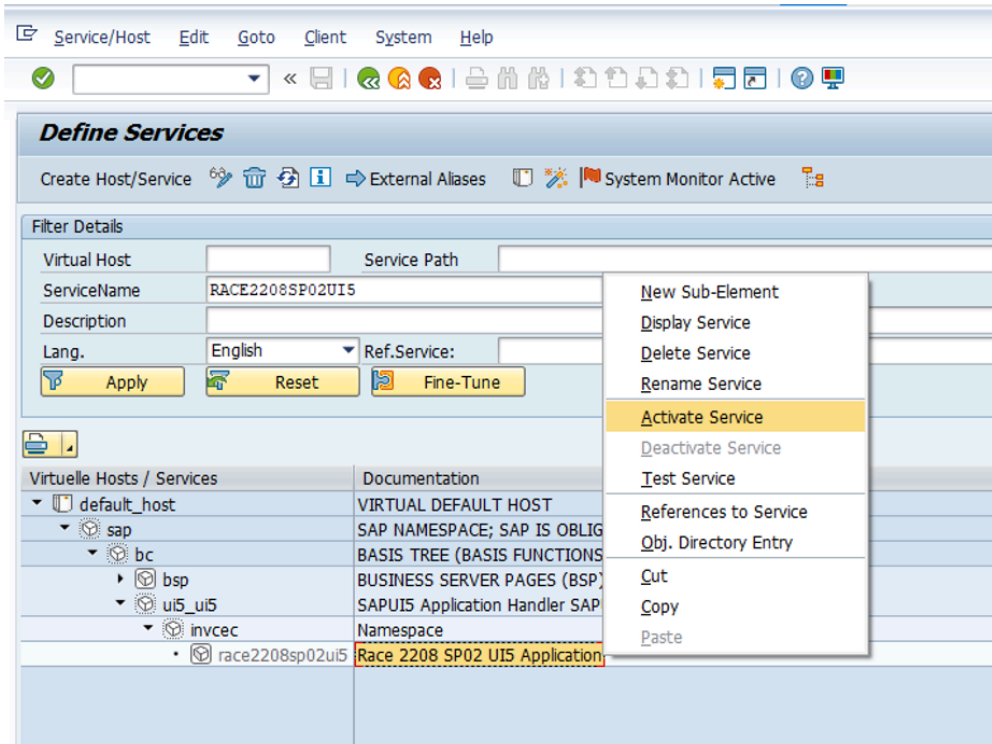 Service/Host Edit Goto Client System Help
Define Services
Create Host/Service External Aliases System Monitor Active
Filter Details
Virtual Host Service Path
ServiceName RACE2208SP02UI5
Description
Lang. English Ref.Service:
Apply Reset Fine-Tune
New Sub-Element
Display Service
Delete Service
Rename Service
Activate Service
Deactivate Service
Test Service
References to Service
Obj. Directory Entry
Cut
Copy
Paste
Virtuelle Hosts / Services Documentation
default_host VIRTUAL DEFAULT HOST
sap SAP NAMESPACE; SAP IS OBLIG
bc BASIS TREE (BASIS FUNCTIONS
bsp BUSINESS SERVER PAGES (BSP)
ui5_ui5 SAPUI5 Application Handler SAP
invcec Namespace
race2208sp02ui5 Race 2208 SP02 UI5 Application